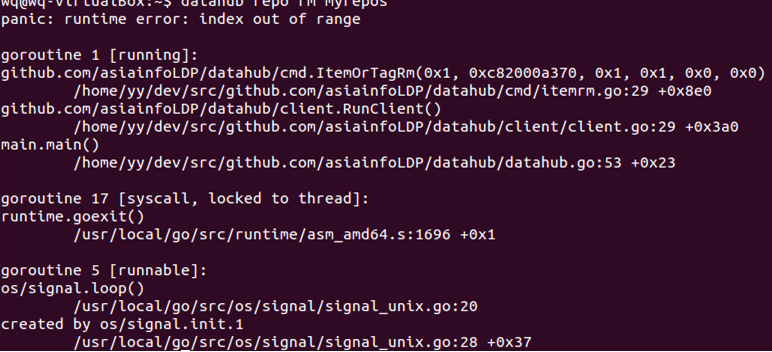 wq@wq-VirtualBox:~$ datahub repo rm Myrepos
panic: runtime error: index out of range
goroutine 1 [running]:
github.com/asiainfoLDP/datahub/cmd.ItemOrTagRm(0x1, 0xc82000a370, 0x1, 0x1, 0x0, 0x0)
/home/yy/dev/src/github.com/asiainfoLDP/datahub/cmd/itemrm.go:29 +0x8e0
github.com/asiainfoLDP/datahub/client.RunClient()
/home/yy/dev/src/github.com/asiainfoLDP/datahub/client/client.go:29 +0x3a0
main.main()
/home/yy/dev/src/github.com/asiainfoLDP/datahub/datahub.go:53 +0x23
goroutine 17 [syscall, locked to thread]:
runtime.goexit()
/usr/local/go/src/runtime/asm_amd64.s:1696 +0x1
goroutine 5 [runnable]:
os/signal.loop()
/usr/local/go/src/os/signal/signal_unix.go:20
created by os/signal.init.1
/usr/local/go/src/os/signal/signal_unix.go:28 +0x37